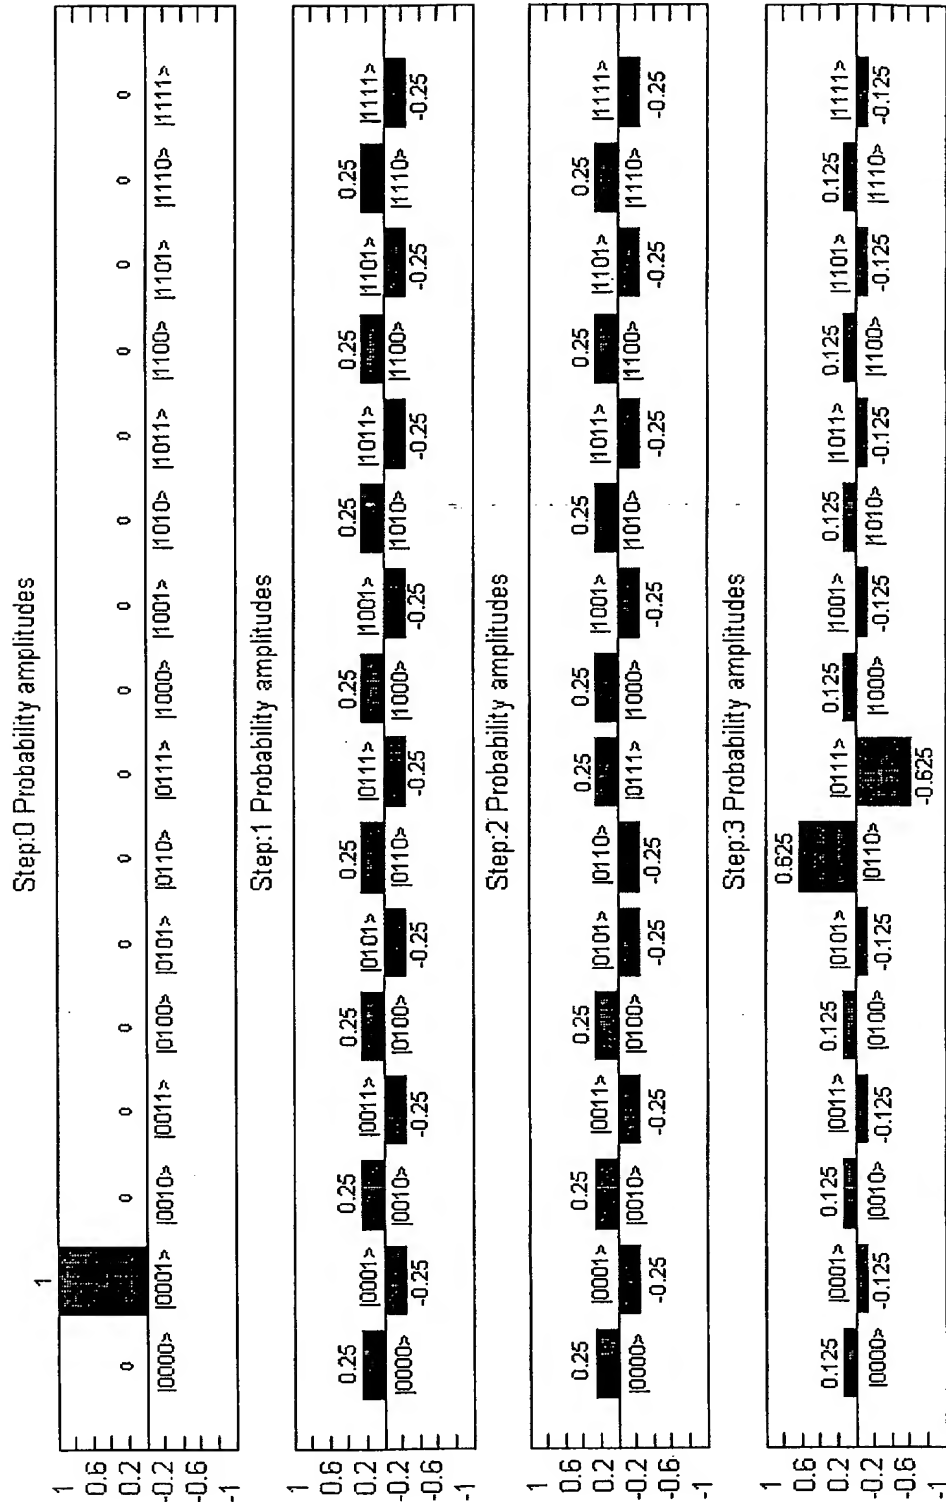 Step:0 Probability amplitudes
1
1
0.6
0.2
-0.2
-0.6
-1
0 0 0 0 0 0 0 0 0 0 0 0 0 0 0
|0000> |0001> |0010> |0011> |0100> |0101> |0110> |0111> |1000> |1001> |1010> |1011> |1100> |1101> |1110> |1111>
Step:1 Probability amplitudes
1
0.6
0.2
-0.2
-0.6
-1
0.25 0.25 0.25 0.25 0.25 0.25 0.25 0.25
|0001> |0011> |0101> |0111> |1001> |1011> |1101> |1111>
|0000> |0010> |0100> |0110> |1000> |1010> |1100> |1110>
-0.25 -0.25 -0.25 -0.25 -0.25 -0.25 -0.25 -0.25
Step:2 Probability amplitudes
1
0.6
0.2
-0.2
-0.6
-1
0.25 0.25 0.25 0.25 0.25 0.25 0.25 0.25
|0001> |0011> |0101> |0110> |1001> |1011> |1101> |1111>
|0000> |0010> |0100> |0111> |1000> |1010> |1100> |1110>
-0.25 -0.25 -0.25 -0.25 -0.25 -0.25 -0.25 -0.25
Step:3 Probability amplitudes
1
0.6
0.2
-0.2
-0.6
-1
0.625
0.125 0.125 0.125 0.125 0.125 0.125 0.125
|0001> |0011> |0101> |0111> |1001> |1011> |1101> |1111>
|0000> |0010> |0100> |0110> |1000> |1010> |1100> |1110>
-0.125 -0.125 -0.125 -0.125 -0.125 -0.125 -0.125
-0.625